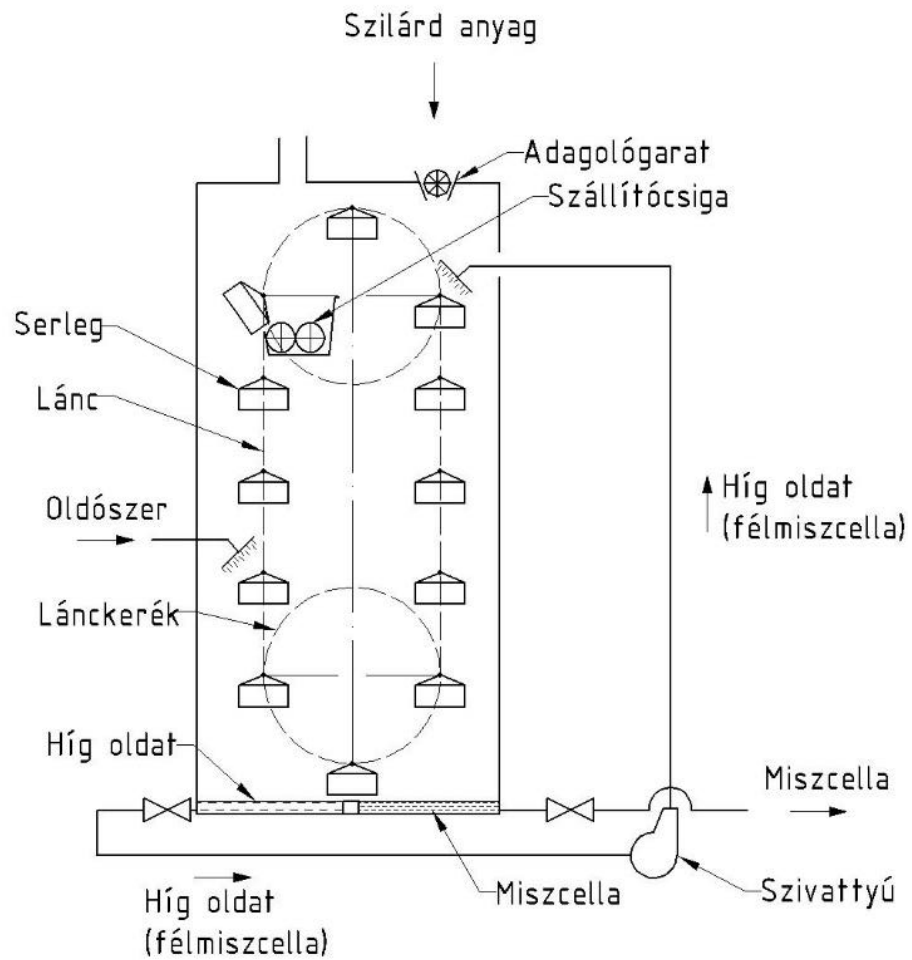 Szilárd anyag
Adagológarat
Szállítócsiga
Serleg
Lánc
Oldószer
Híg oldat
(félmiszcella)
Lánckerék
Híg oldat
Miszcella
Híg oldat
(félmiszcella)
Miszcella
Szivattyú